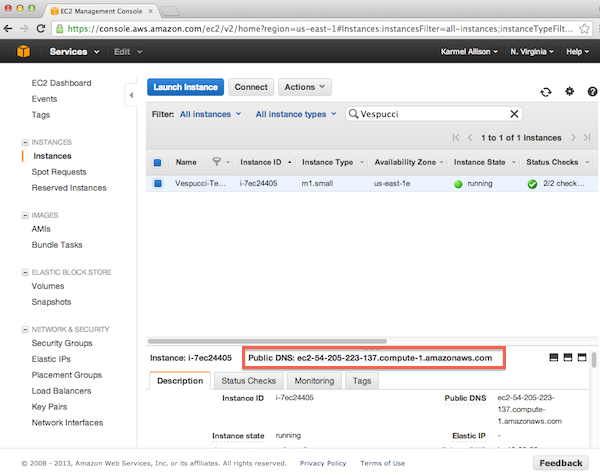 EC2 Management Console
https://console.aws.amazon.com/ec2/v2/home?region=us-east-1#Instances:instancesFilter=all-instances;instanceTypeFilt...
Services Edit Karmel Allison N. Virginia Help
EC2 Dashboard
Events
Tags
INSTANCES
Instances
Spot Requests
Reserved Instances
IMAGES
AMIs
Bundle Tasks
ELASTIC BLOCK STORE
Volumes
Snapshots
NETWORK & SECURITY
Security Groups
Elastic IPs
Placement Groups
Load Balancers
Key Pairs
Network Interfaces
Launch Instance Connect Actions
Filter: All instances All instance types Vespucci
1 to 1 of 1 Instances
Name Instance ID Instance Type Availability Zone Instance State Status Checks
Vespucci-Te... i-7ec24405 m1.small us-east-1e running 2/2 check...
Instance: i-7ec24405 Public DNS: ec2-54-205-223-137.compute-1.amazonaws.com
Description Status Checks Monitoring Tags
Instance ID i-7ec24405 Public DNS ec2-54-205-223-
137.compute-
1.amazonaws.com
Instance state running Elastic IP -
© 2008 - 2013, Amazon Web Services, Inc. or its affiliates. All rights reserved. Privacy Policy Terms of Use Feedback